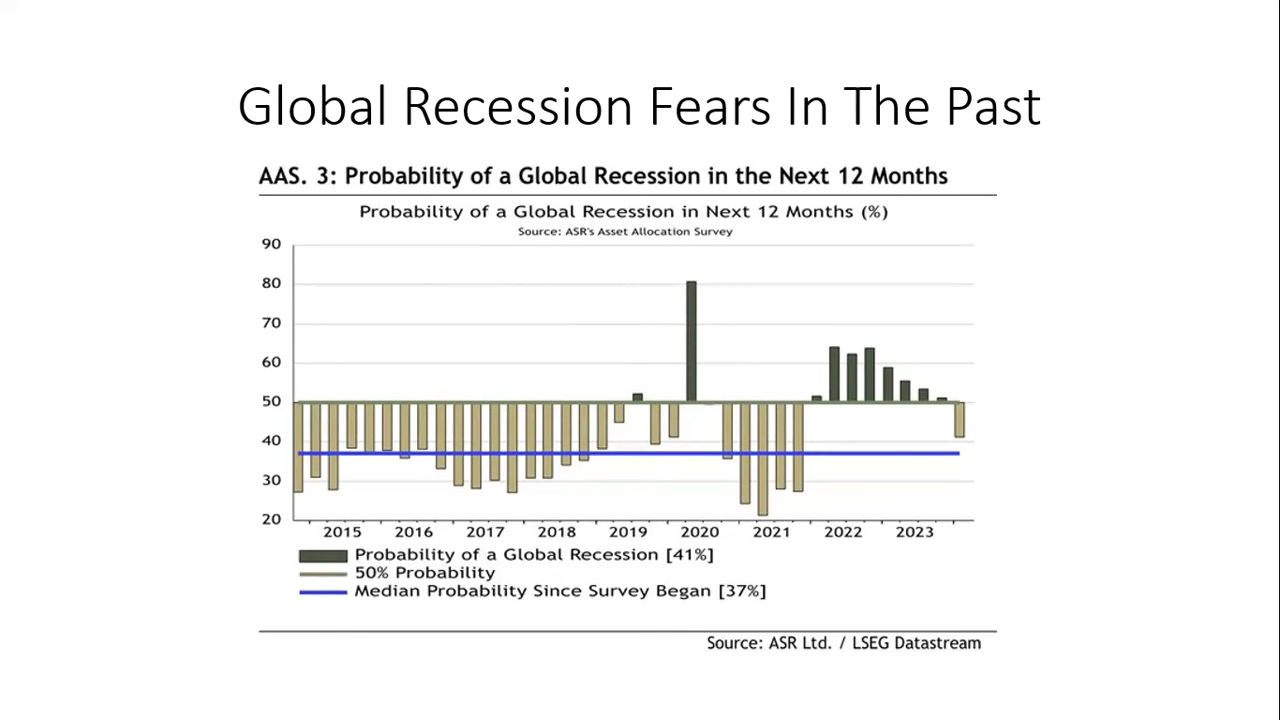 Global Recession Fears In The Past
AAS. 3: Probability of a Global Recession in the Next 12 Months
Probability of a Global Recession in Next 12 Months (%)
Source: ASR's Asset Allocation Survey
90
80
70
60
50
40
30
20
2015 2016 2017 2018 2019 2020 2021 2022 2023
Probability of a Global Recession [41%]
50% Probability
Median Probability Since Survey Began [37%]
Source: ASR Ltd. / LSEG Datastream